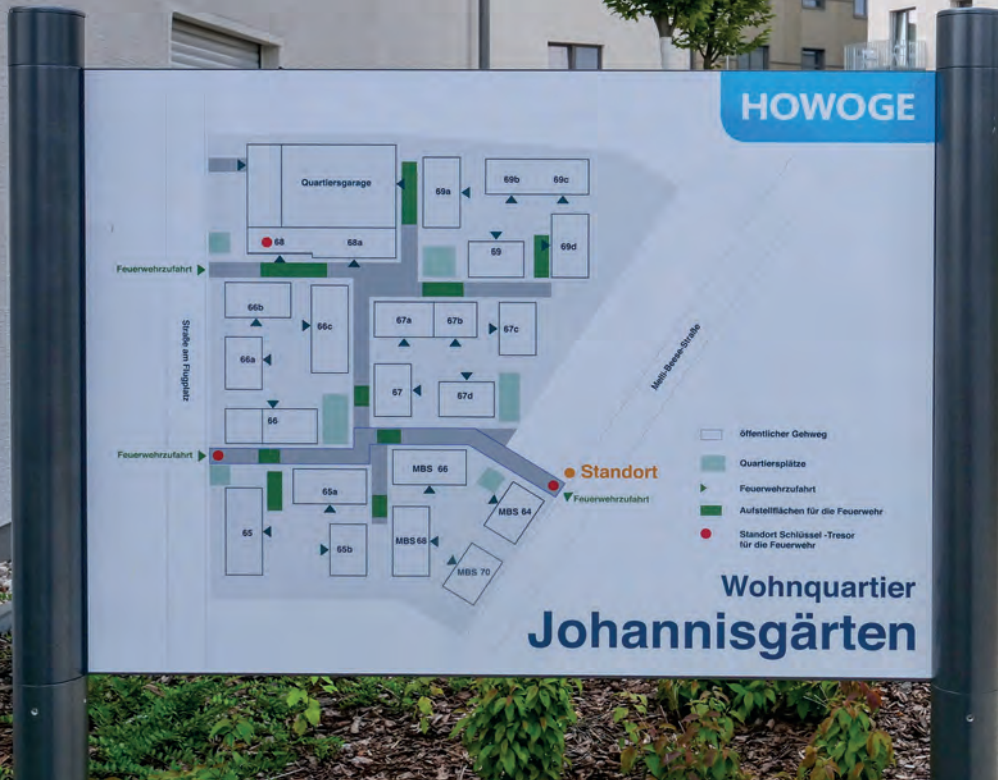 HOWOGE
Quartiersgarage
69a
69b
69c
68
68a
69
69d
Feuerwehrzufahrt
66b
66c
67a
67b
67c
Straße am Flugplatz
Melli-Beese-Straße
66a
67
67d
66
öffentlicher Gehweg
Feuerwehrzufahrt
MBS 66
Standort
Quartiersplätze
65a
Feuerwehrzufahrt
Feuerwehrzufahrt
65
MBS 64
Aufstellflächen für die Feuerwehr
65b
MBS 68
Standort Schlüssel -Tresor
für die Feuerwehr
MBS 70
Wohnquartier
Johannisgärten